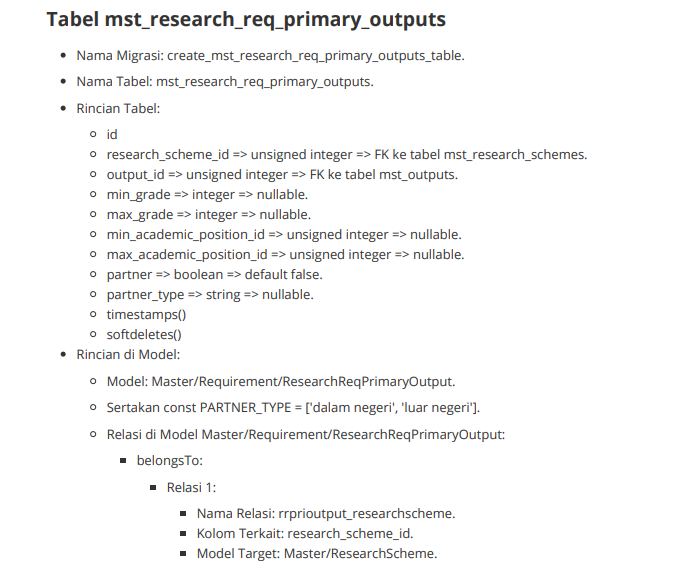 Tabel mst_research_req_primary_outputs
Nama Migrasi: create_mst_research_req_primary_outputs_table.
Nama Tabel: mst_research_req_primary_outputs.
Rincian Tabel:
id
research_scheme_id => unsigned integer => FK ke tabel mst_research_schemes.
output_id => unsigned integer => FK ke tabel mst_outputs.
min_grade => integer => nullable.
max_grade => integer => nullable.
min_academic_position_id => unsigned integer => nullable.
max_academic_position_id => unsigned integer => nullable.
partner => boolean => default false.
partner_type => string => nullable.
timestamps()
softdeletes()
Rincian di Model:
Model: Master/Requirement/ResearchReqPrimaryOutput.
Sertakan const PARTNER_TYPE = ['dalam negeri', 'luar negeri'].
Relasi di Model Master/Requirement/ResearchReqPrimaryOutput:
belongsTo:
Relasi 1:
Nama Relasi: rrprioutput_researchscheme.
Kolom Terkait: research_scheme_id.
Model Target: Master/ResearchScheme.